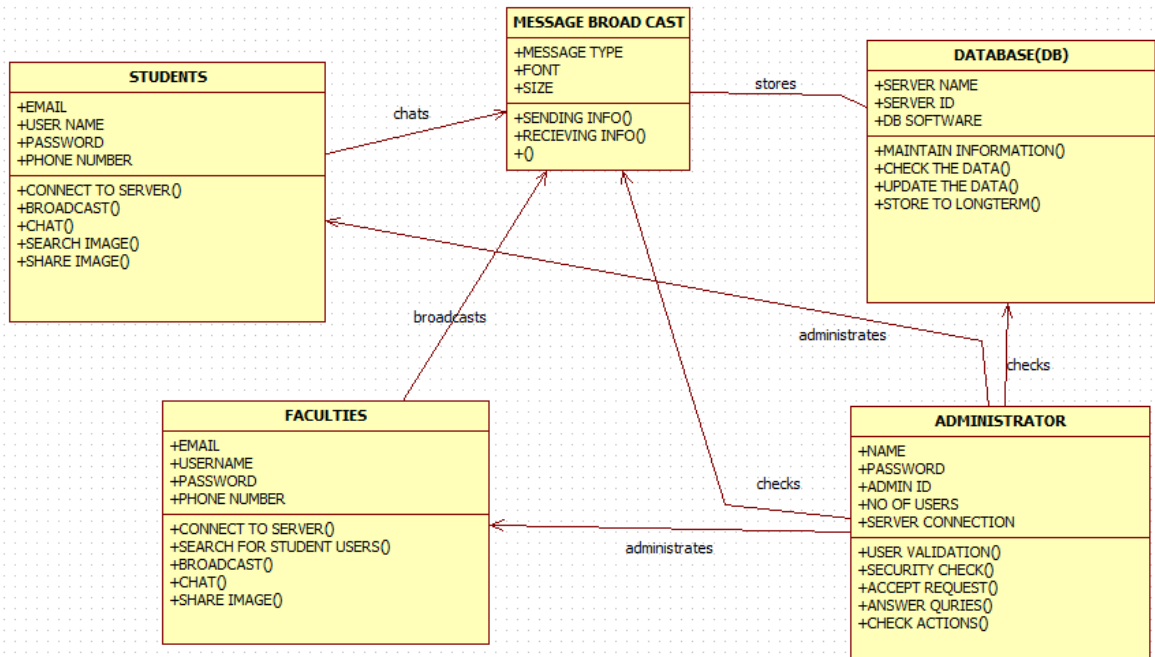 MESSAGE BROAD CAST
+MESSAGE TYPE
+FONT
+SIZE
+SENDING INFO()
+RECIEVING INFO()
+()
STUDENTS
+EMAIL
+USER NAME
+PASSWORD
+PHONE NUMBER
+CONNECT TO SERVER()
+BROADCAST()
+CHAT()
+SEARCH IMAGE()
+SHARE IMAGE()
chats
stores
DATABASE(DB)
+SERVER NAME
+SERVER ID
+DB SOFTWARE
+MAINTAIN INFORMATION()
+CHECK THE DATA()
+UPDATE THE DATA()
+STORE TO LONGTERM()
broadcasts
administrates
checks
FACULTIES
+EMAIL
+USERNAME
+PASSWORD
+PHONE NUMBER
+CONNECT TO SERVER()
+SEARCH FOR STUDENT USERS()
+BROADCAST()
+CHAT()
+SHARE IMAGE()
checks
administrates
ADMINISTRATOR
+NAME
+PASSWORD
+ADMIN ID
+NO OF USERS
+SERVER CONNECTION
+USER VALIDATION()
+SECURITY CHECK()
+ACCEPT REQUEST()
+ANSWER QURIES()
+CHECK ACTIONS()